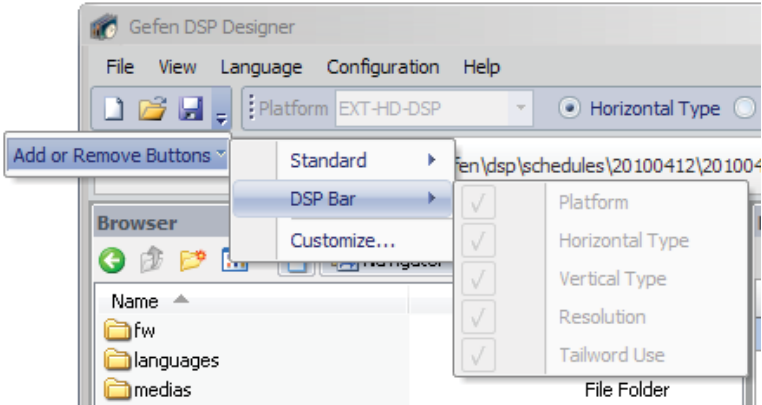 Gefen DSP Designer
File View Language Configuration Help
Platform EXT-HD-DSP Horizontal Type
Add or Remove Buttons
Standard
fen\dsp\schedules\20100412\201004
DSP Bar
Platform
Browser
Customize...
Horizontal Type
Name
Vertical Type
fw
Resolution
languages
Tailword Use
medias
File Folder